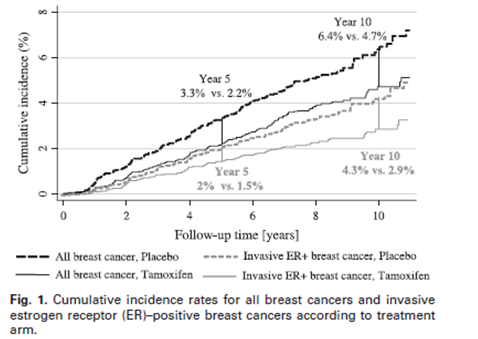 Cumulative incidence (%)
8
6
4
2
0
Year 10
6.4% vs. 4.7%
Year 5
3.3% vs. 2.2%
Year 5
2% vs. 1.5%
Year 10
4.3% vs. 2.9%
0 2 4 6 8 10
Follow-up time [years]
All breast cancer, Placebo Invasive ER+ breast cancer, Placebo
All breast cancer, Tamoxifen Invasive ER+ breast cancer, Tamoxifen
Fig. 1. Cumulative incidence rates for all breast cancers and invasive
estrogen receptor (ER)–positive breast cancers according to treatment
arm.